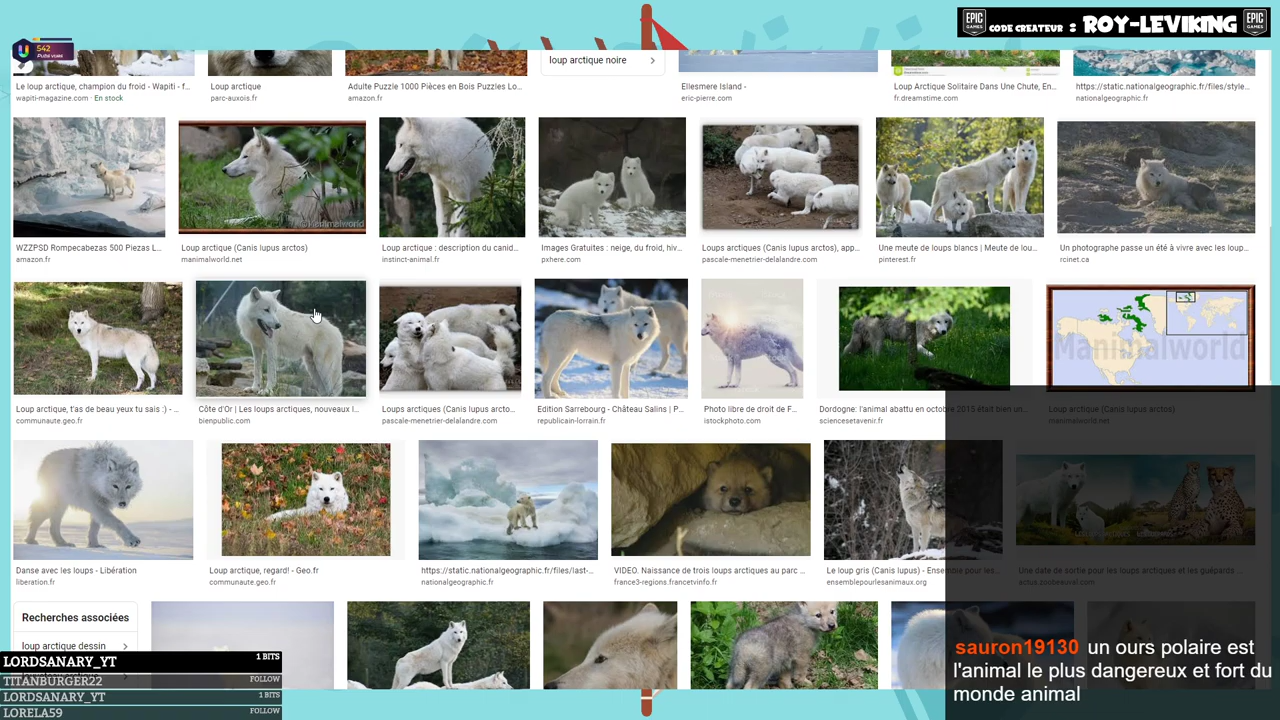 CODE CREATEUR : ROY-LEVIKING
EPIC GAMES
EPIC GAMES
542
loup arctique noire
Le loup arctique, champion du froid - Wapiti - f...
wapiti-magazine.com · En stock
Loup arctique
parc-auxois.fr
Adulte Puzzle 1000 Pièces en Bois Puzzles Lo...
amazon.fr
Ellesmere Island -
eric-pierre.com
Loup Arctique Solitaire Dans Une Chute, En...
fr.dreamstime.com
https://static.nationalgeographic.fr/files/style...
nationalgeographic.fr
WZZPSD Rompecabezas 500 Piezas L...
amazon.fr
Loup arctique (Canis lupus arctos)
manimalworld.net
Loup arctique : description du canid...
instinct-animal.fr
Images Gratuites : neige, du froid, hiv...
pxhere.com
Loups arctiques (Canis lupus arctos), app...
pascale-menetrier-delalandre.com
Une meute de loups blancs | Meute de lou...
pinterest.fr
Un photographe passe un été à vivre avec les loup...
rcinet.ca
Manimalworld
Loup arctique, t'as de beau yeux tu sais :) - ...
communaute.geo.fr
Côte d'Or | Les loups arctiques, nouveaux l...
bienpublic.com
Loups arctiques (Canis lupus arcto...
pascale-menetrier-delalandre.com
Edition Sarrebourg - Château Salins | P...
republicain-lorrain.fr
Photo libre de droit de F...
istockphoto.com
Dordogne: l'animal abattu en octobre 2015 était bien un...
sciencesetavenir.fr
Loup arctique (Canis lupus arctos)
manimalworld.net
Danse avec les loups - Libération
liberation.fr
Loup arctique, regard! - Geo.fr
communaute.geo.fr
https://static.nationalgeographic.fr/files/last-...
nationalgeographic.fr
VIDEO. Naissance de trois loups arctiques au parc ...
france3-regions.francetvinfo.fr
Le loup gris (Canis lupus) - Ensemble pour les...
ensemblepourlesanimaux.org
Une date de sortie pour les loups arctiques et les guépards ...
Recherches associées
loup arctique dessin
LORDSANARY_YT 1 BITS
TITANBURGER22 FOLLOW
LORDSANARY_YT 1 BITS
LORELA59 FOLLOW
sauron19130 un ours polaire est
l'animal le plus dangereux et fort du
monde animal